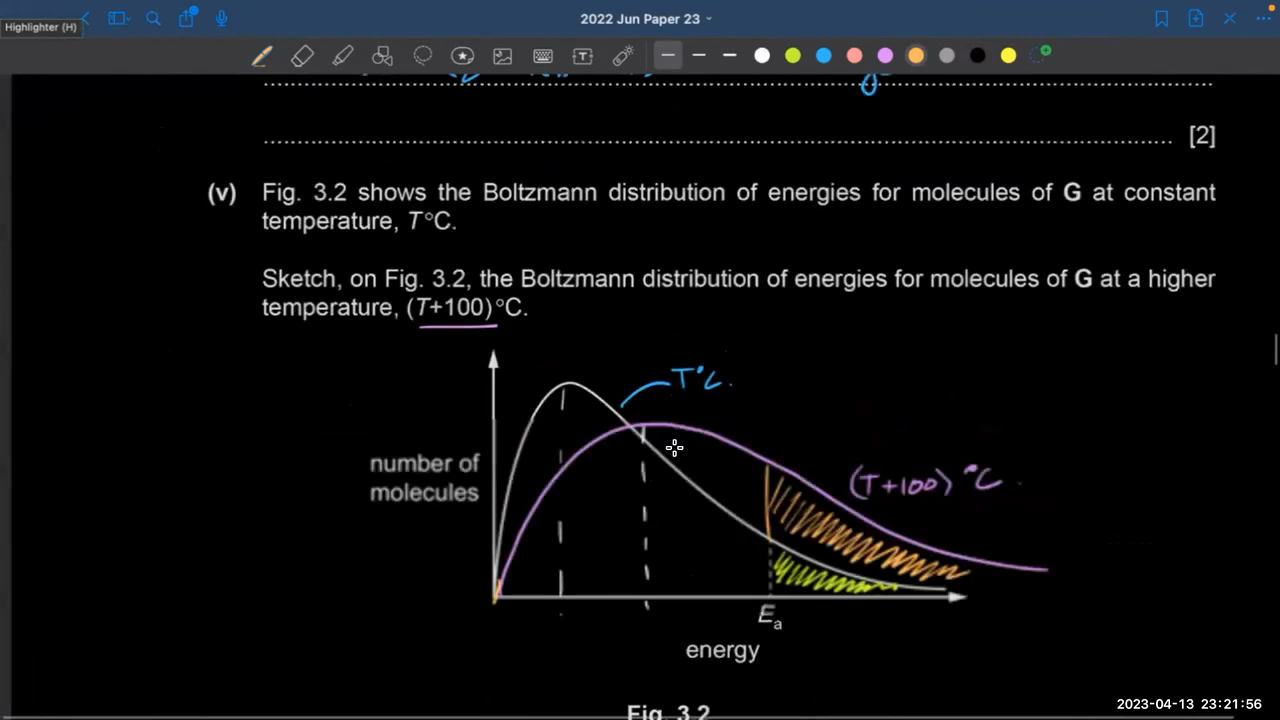 2022 Jun Paper 23
Highlighter (H)
[2]
(v) Fig. 3.2 shows the Boltzmann distribution of energies for molecules of G at constant
temperature, T°C.
Sketch, on Fig. 3.2, the Boltzmann distribution of energies for molecules of G at a higher
temperature, (T+100)°C.
T°C.
number of
molecules
(T+100) °C
Ea
energy
Fig. 3.2
2023-04-13 23:21:56